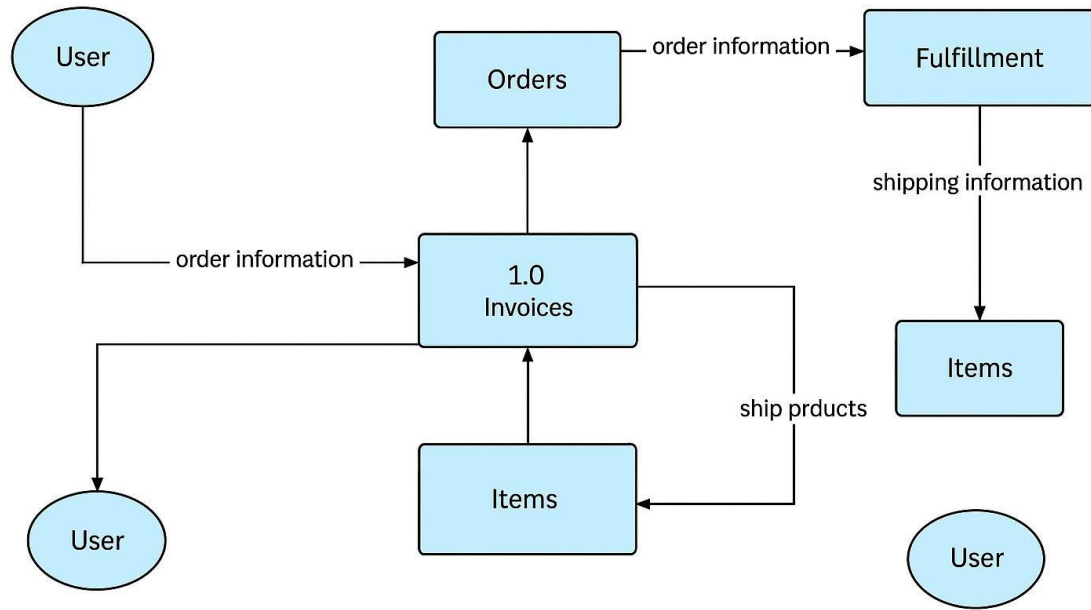 User
Orders
order information
Fulfillment
shipping information
order information
1.0
Invoices
Items
ship prducts
Items
User
User